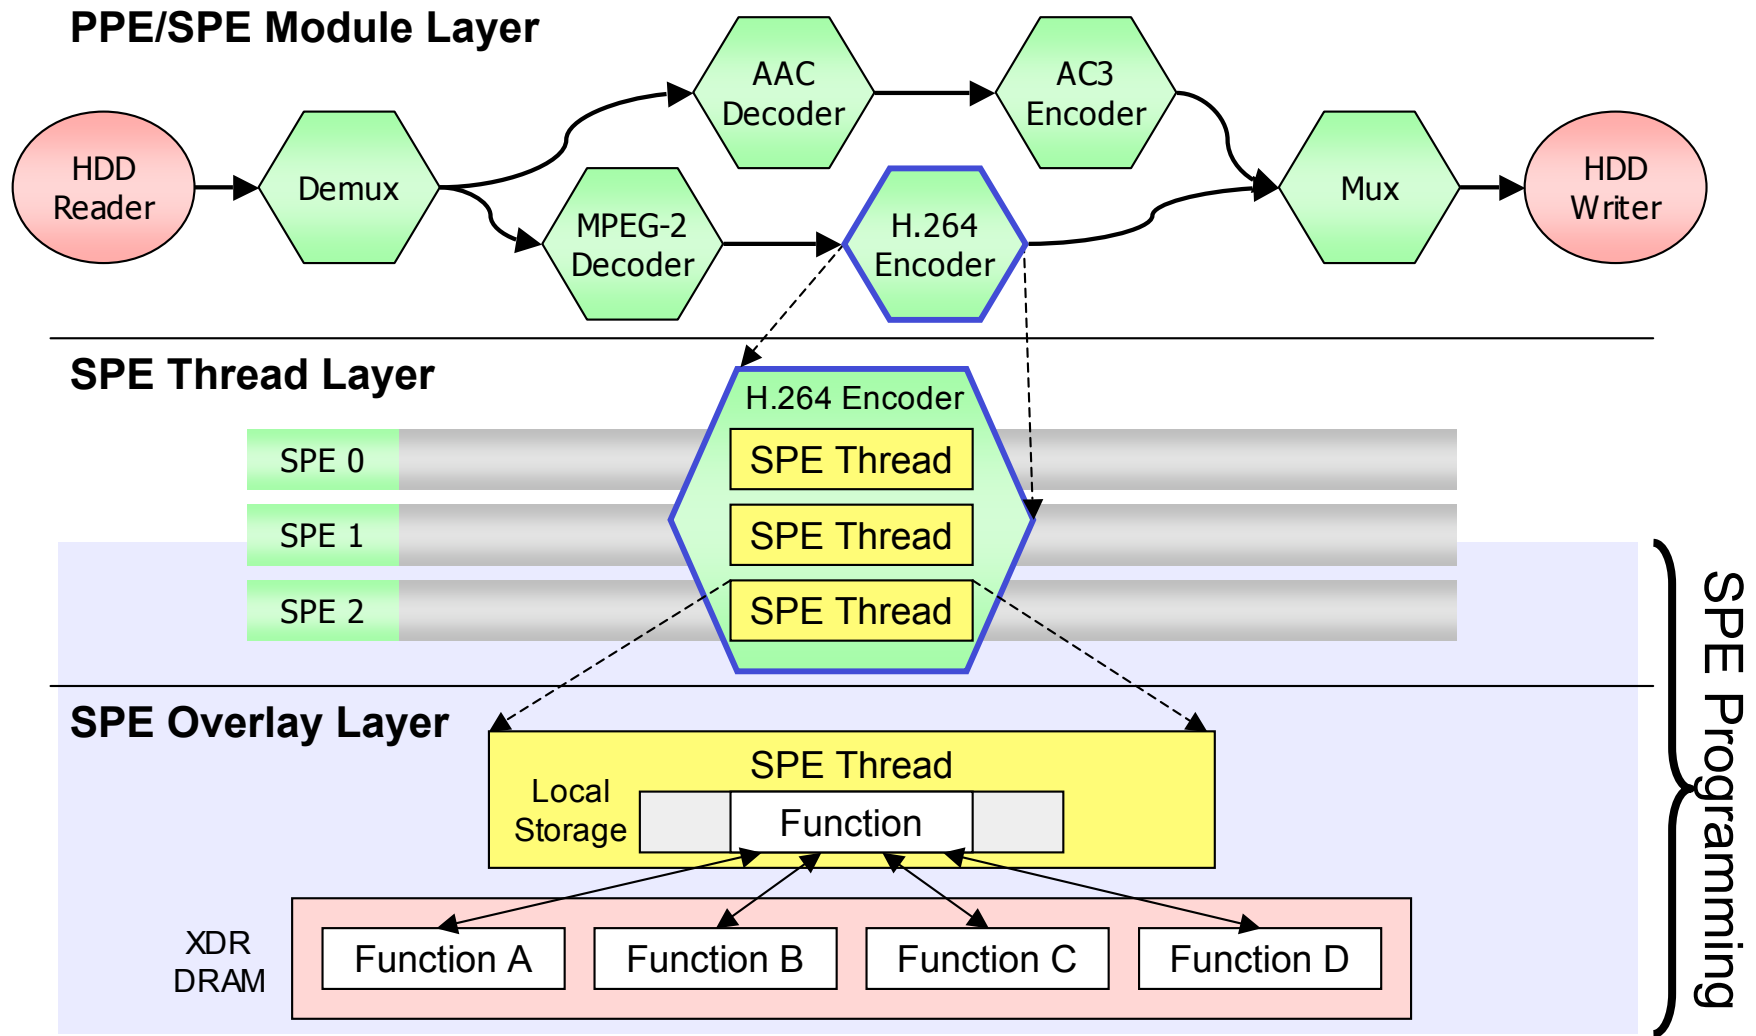 PPE/SPE Module Layer
HDD
Reader
Demux
AAC
Decoder
AC3
Encoder
MPEG-2
Decoder
H.264
Encoder
Mux
HDD
Writer
SPE Thread Layer
H.264 Encoder
SPE 0
SPE Thread
SPE 1
SPE Thread
SPE 2
SPE Thread
SPE Overlay Layer
SPE Thread
Local
Storage
Function
XDR
DRAM
Function A
Function B
Function C
Function D
SPE Programming